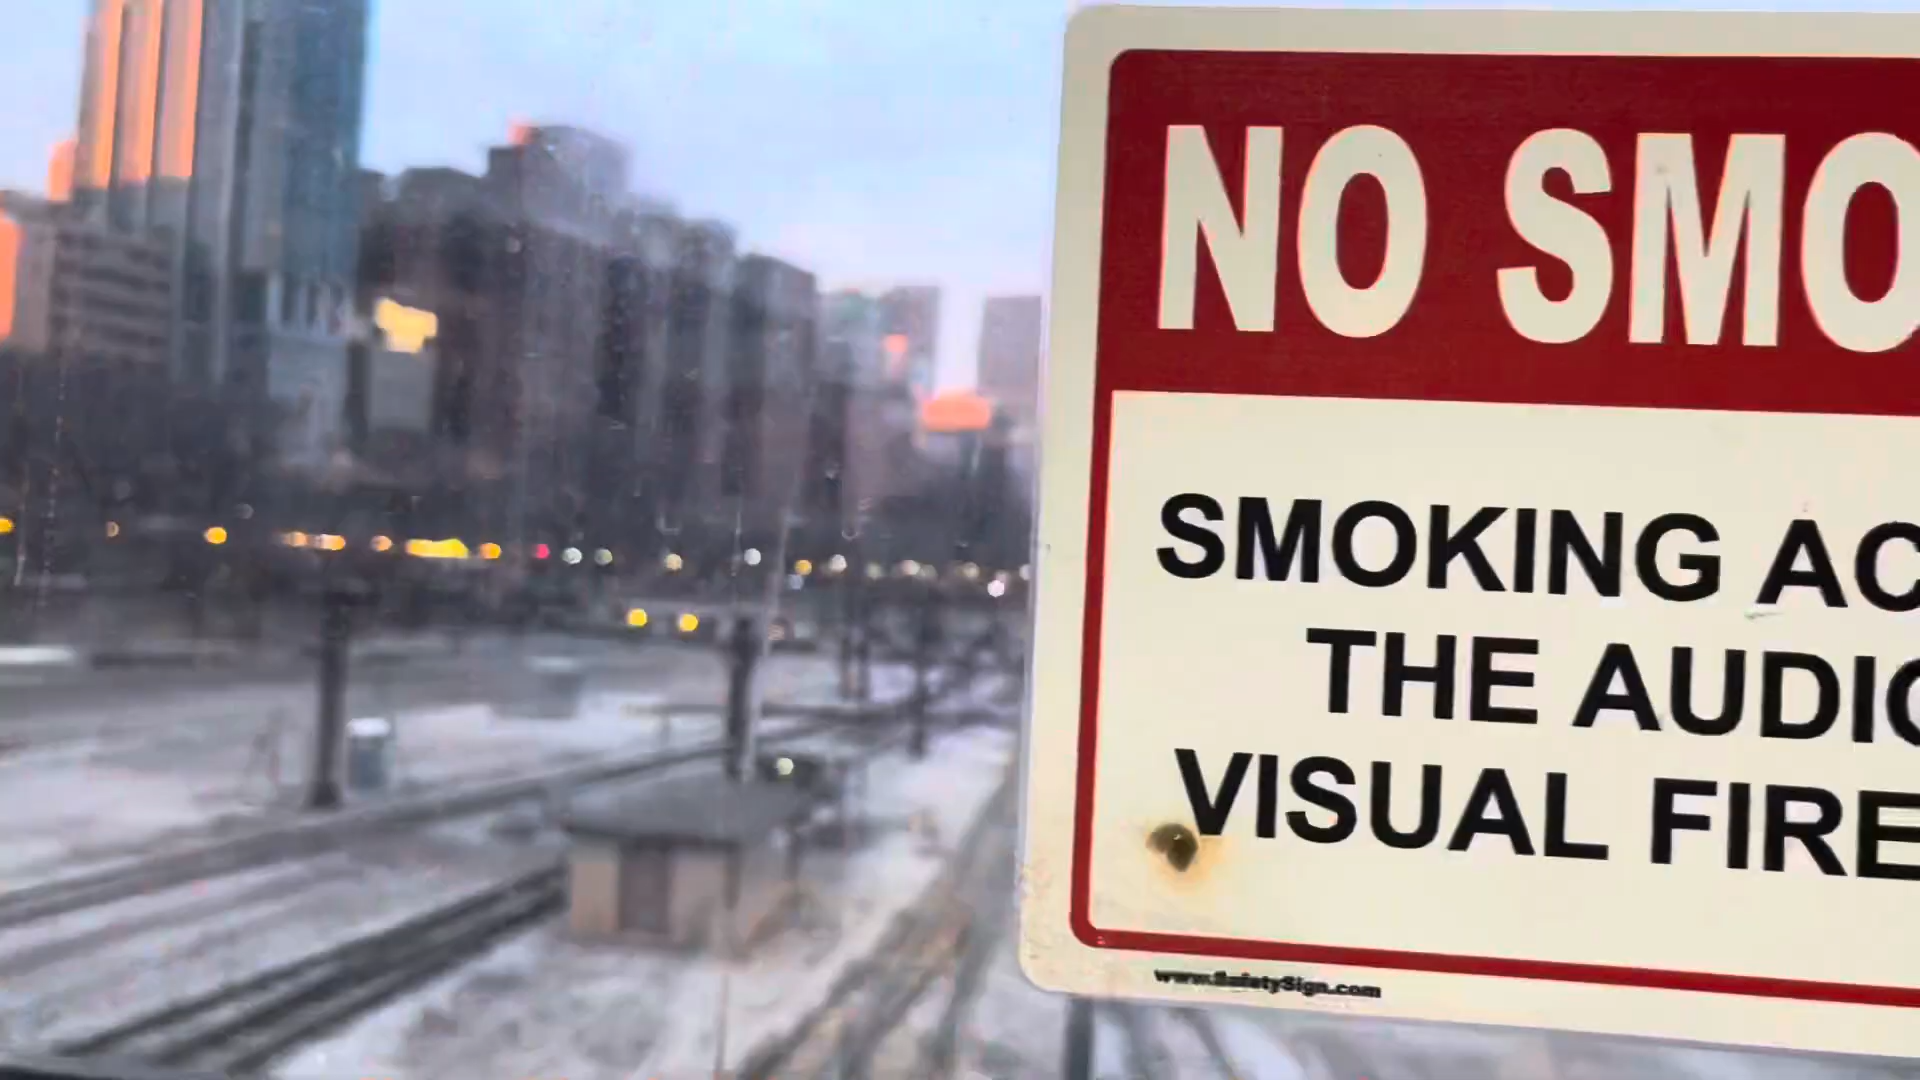 NO SMO
SMOKING AC
THE AUDIO
VISUAL FIRE
www.SafetySign.com